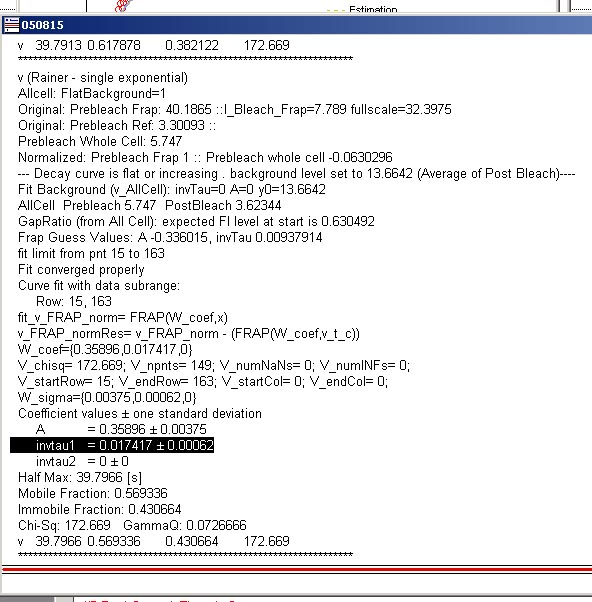 Estimation
050815
v 39.7913 0.617878 0.382122 172.669
*******************************************************************
v (Rainer - single exponential)
Allcell: FlatBackground=1
Original: Prebleach Frap: 40.1865 ::I_Bleach_Frap=7.789 fullscale=32.3975
Original: Prebleach Ref: 3.30093 ::
Prebleach Whole Cell: 5.747
Normalized: Prebleach Frap 1 :: Prebleach whole cell -0.0630296
--- Decay curve is flat or increasing . background level set to 13.6642 (Average of Post Bleach)----
Fit Background (v_AllCell): invTau=0 A=0 y0=13.6642
AllCell Prebleach 5.747 PostBleach 3.62344
GapRatio (from All Cell): expected FI level at start is 0.630492
Frap Guess Values: A -0.336015, invTau 0.00937914
fit limit from pnt 15 to 163
Fit converged properly
Curve fit with data subrange:
Row: 15, 163
fit_v_FRAP_norm= FRAP(W_coef,x)
v_FRAP_normRes= v_FRAP_norm - (FRAP(W_coef,v_t_c))
W_coef={0.35896,0.017417,0}
V_chisq= 172.669; V_npnts= 149; V_numNaNs= 0; V_numINFs= 0;
V_startRow= 15; V_endRow= 163; V_startCol= 0; V_endCol= 0;
W_sigma={0.00375,0.00062,0}
Coefficient values ± one standard deviation
A = 0.35896 ± 0.00375
invtau1 = 0.017417 ± 0.00062
invtau2 = 0 ± 0
Half Max: 39.7966 [s]
Mobile Fraction: 0.569336
Immobile Fraction: 0.430664
Chi-Sq: 172.669 GammaQ: 0.0726666
v 39.7966 0.569336 0.430664 172.669
*******************************************************************